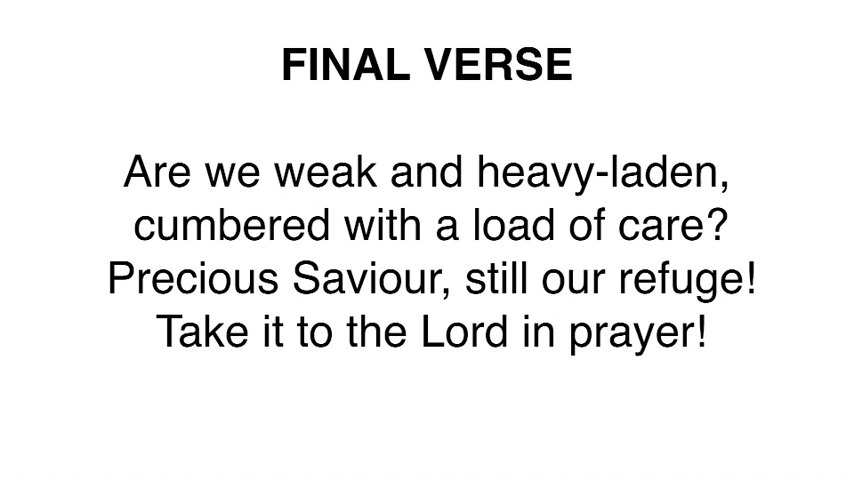 FINAL VERSE
Are we weak and heavy-laden,
cumbered with a load of care?
Precious Saviour, still our refuge!
Take it to the Lord in prayer!